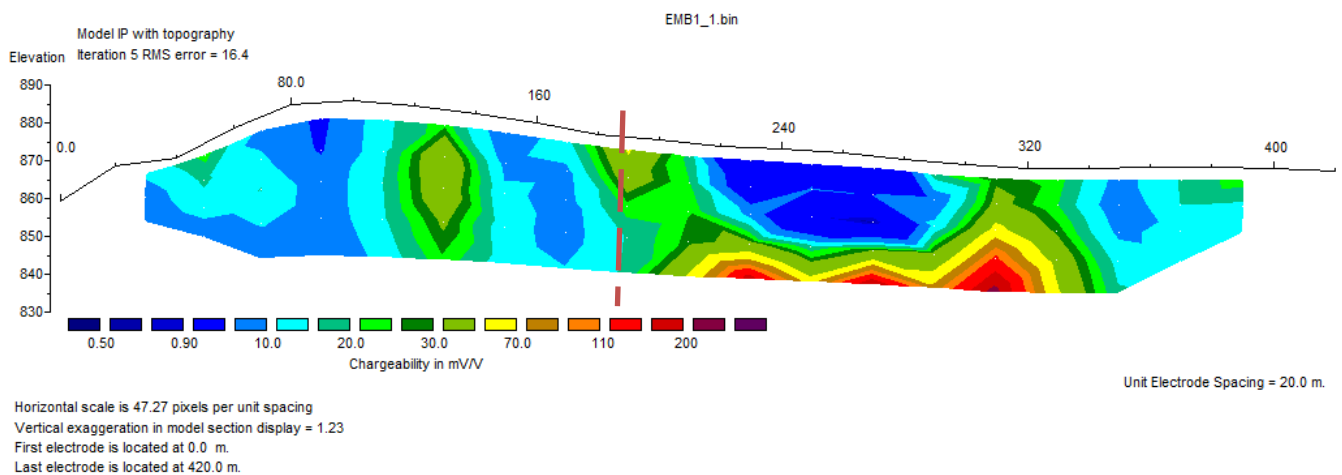 EMB1_1.bin
Model IP with topography
Iteration 5 RMS error = 16.4
Elevation
890
880
870
860
850
840
830
0.0
80.0
160
240
320
400
0.50 0.90 10.0 20.0 30.0 70.0 110 200
Chargeability in mV/V
Unit Electrode Spacing = 20.0 m.
Horizontal scale is 47.27 pixels per unit spacing
Vertical exaggeration in model section display = 1.23
First electrode is located at 0.0 m.
Last electrode is located at 420.0 m.